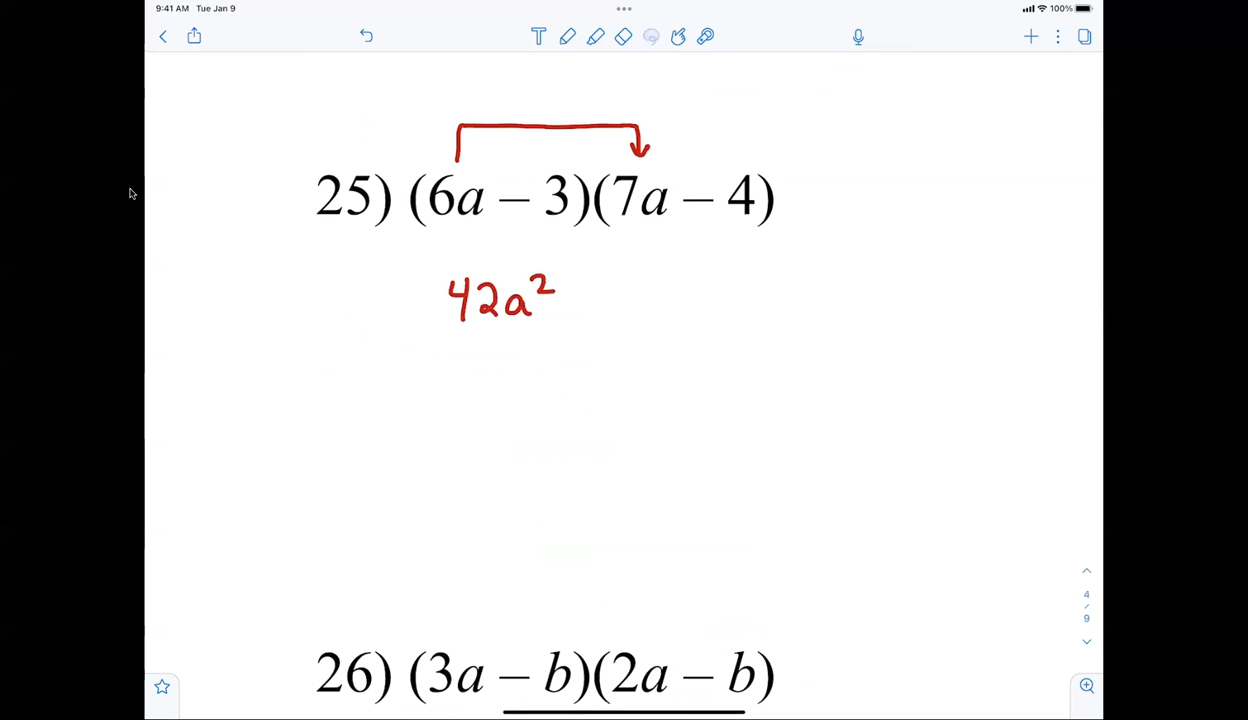 9:41 AM Tue Jan 9
100%
T
25) (6a − 3)(7a − 4)
42a²
4
/
9
26) (3a − b)(2a − b)